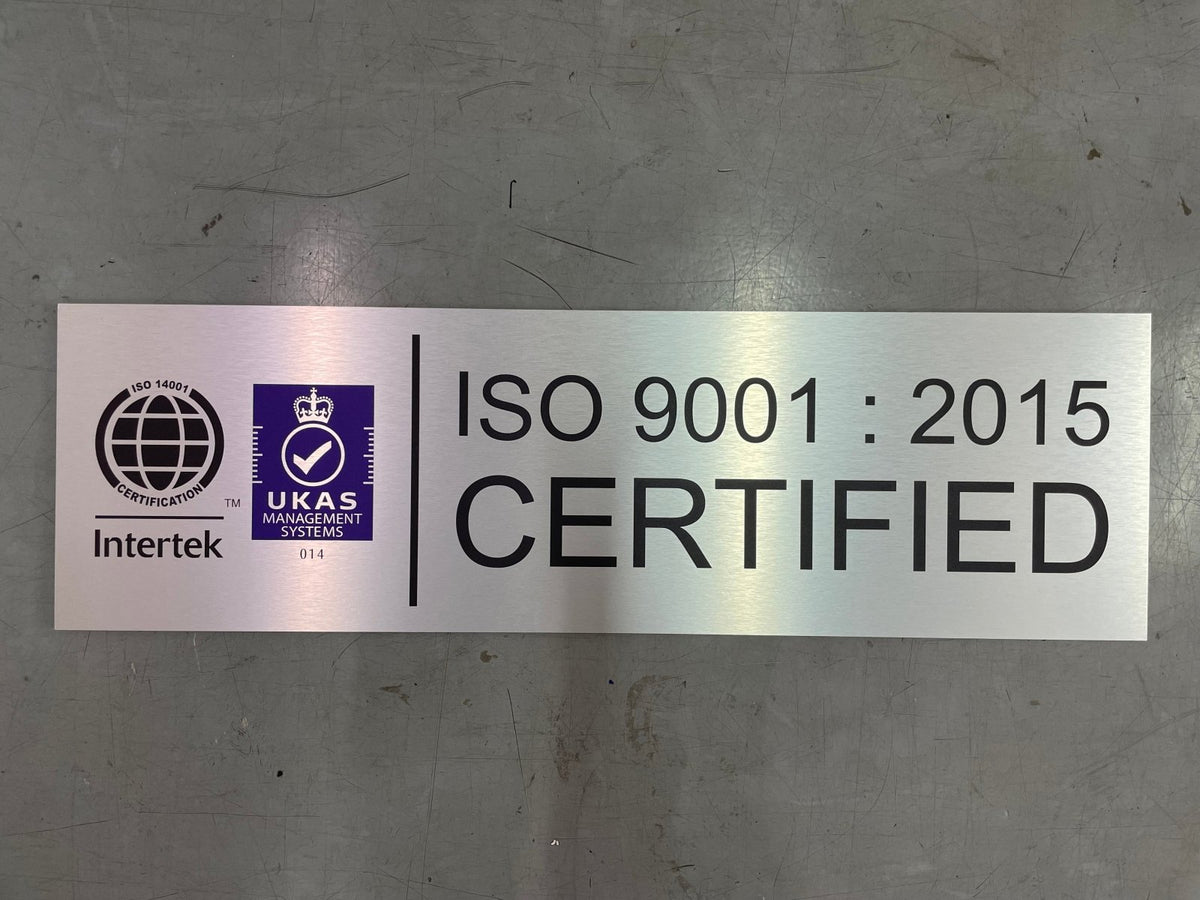 ISO 14001
CERTIFICATION
TM
Intertek
UKAS
MANAGEMENT
SYSTEMS
014
ISO 9001 : 2015
CERTIFIED